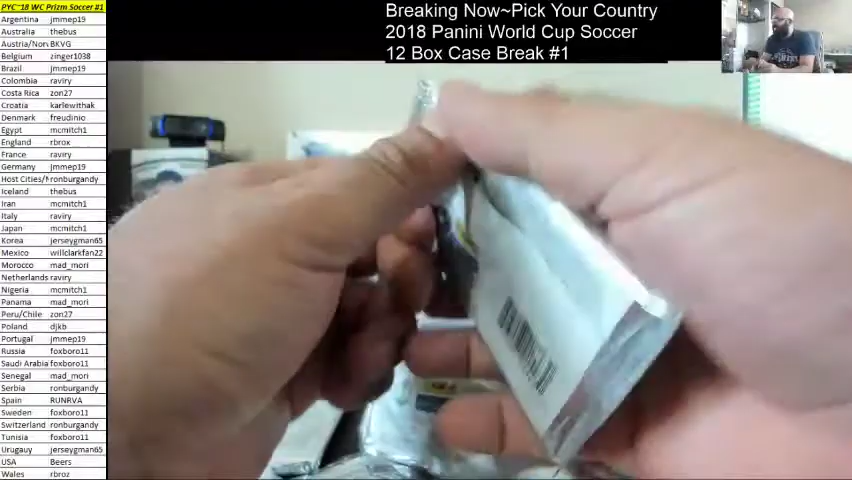 PYC~18 WC Prizm Soccer #1
Argentina jmmep19
Australia thebus
Austria/Nor BKVG
Belgium zinger1038
Brazil jmmep19
Colombia raviry
Costa Rica zon27
Croatia karlewithak
Denmark freudinio
Egypt mcmitch1
England rbrox
France raviry
Germany jmmep19
Host Cities/M ronburgandy
Iceland thebus
Iran mcmitch1
Italy raviry
Japan mcmitch1
Korea jerseygman65
Mexico willclarkfan22
Morocco mad_mori
Netherlands raviry
Nigeria mcmitch1
Panama mad_mori
Peru/Chile zon27
Poland djkb
Portugal jmmep19
Russia foxboro11
Saudi Arabia foxboro11
Senegal mad_mori
Serbia ronburgandy
Spain RUNRVA
Sweden foxboro11
Switzerland ronburgandy
Tunisia foxboro11
Urugauy jerseygman65
USA Beers
Wales rbroz
Breaking Now~Pick Your Country
2018 Panini World Cup Soccer
12 Box Case Break #1